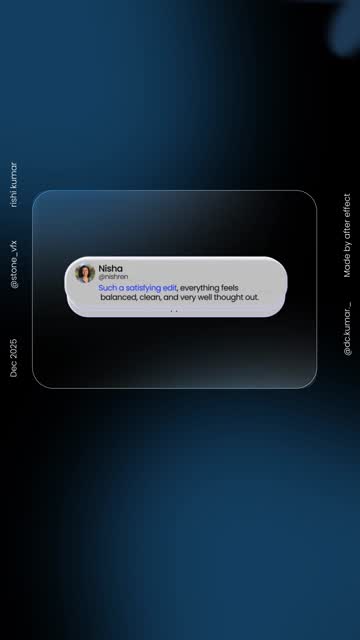 rishi kumar
@stone_vfx
Dec 2025
Nisha
@nishren
Such a satisfying edit, everything feels
balanced, clean, and very well thought out.
Made by after effect
@dc.kumar._